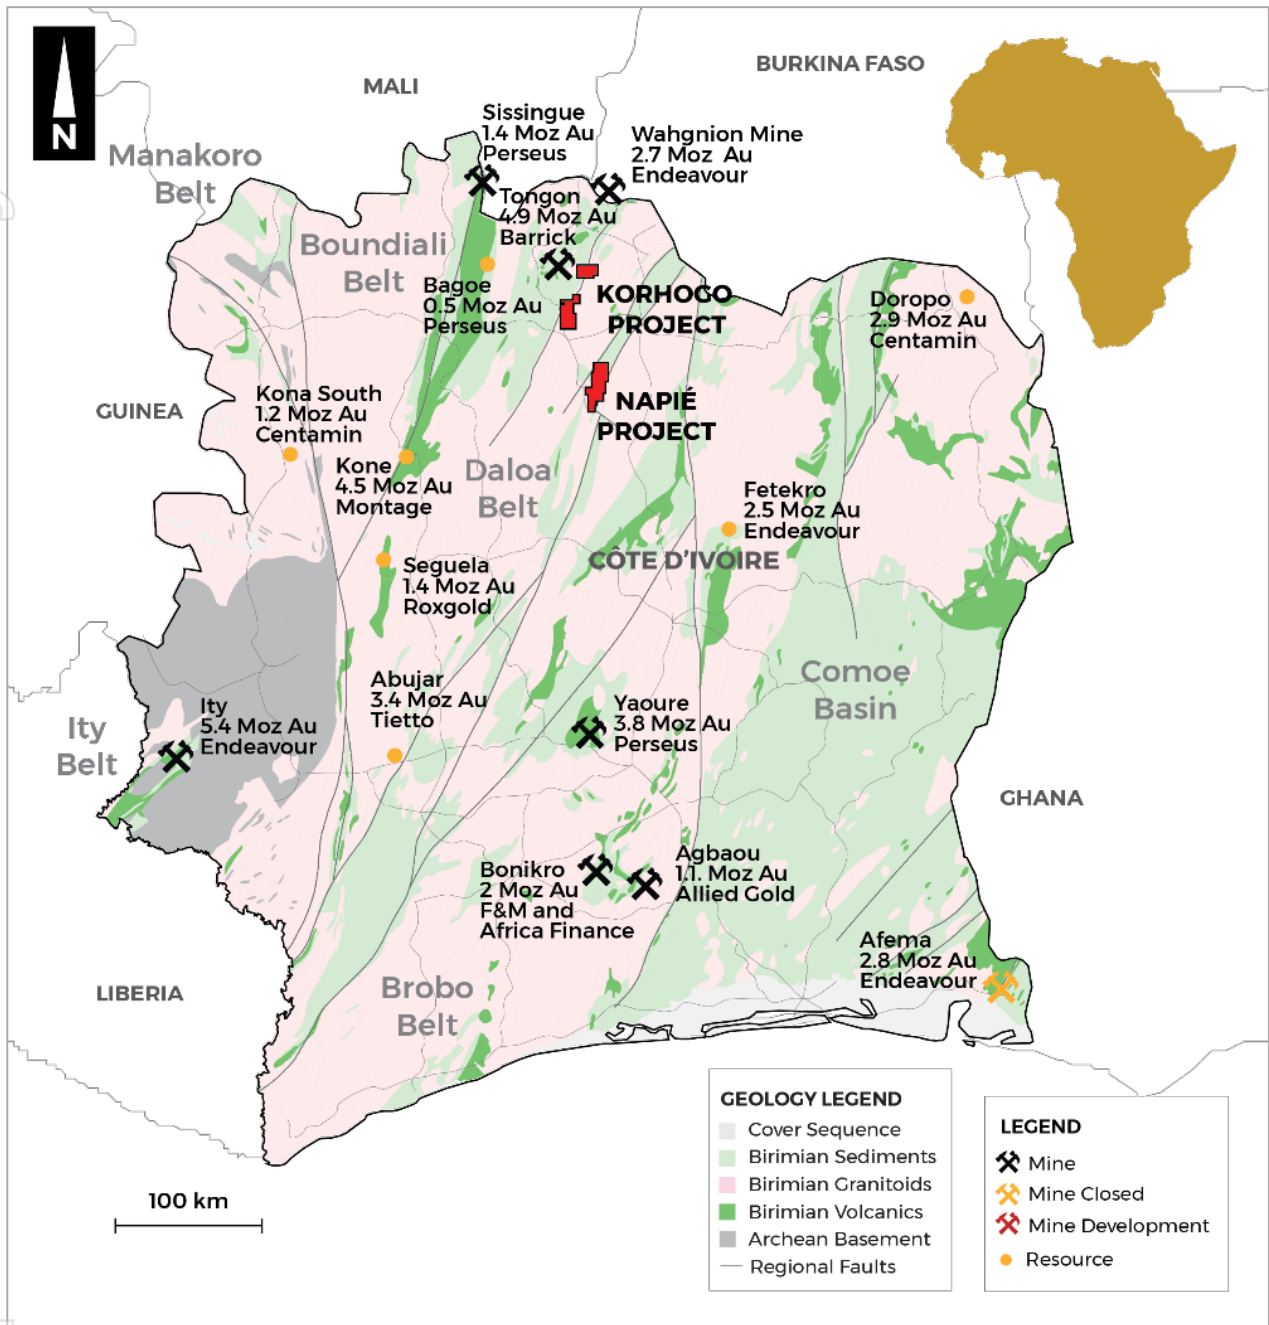 MALI
BURKINA FASO
N
Manakoro
Belt
Sissingue
1.4 Moz Au
Perseus
Wahgnion Mine
2.7 Moz Au
Endeavour
Tongon
4.9 Moz Au
Barrick
Boundiali
Belt
Bagoe
0.5 Moz Au
Perseus
KORHOGO
PROJECT
Doropo
2.9 Moz Au
Centamin
GUINEA
Kona South
1.2 Moz Au
Centamin
NAPIÉ
PROJECT
Kone
4.5 Moz Au
Montage
Daloa
Belt
Fetekro
2.5 Moz Au
Endeavour
CÔTE D'IVOIRE
Seguela
1.4 Moz Au
Roxgold
Comoe
Basin
Abujar
3.4 Moz Au
Tietto
Ity
5.4 Moz Au
Endeavour
Ity
Belt
Yaoure
3.8 Moz Au
Perseus
GHANA
Bonikro
2 Moz Au
F&M and
Africa Finance
Agbaou
1.1. Moz Au
Allied Gold
Afema
2.8 Moz Au
Endeavour
LIBERIA
Brobo
Belt
100 km
GEOLOGY LEGEND
Cover Sequence
Birimian Sediments
Birimian Granitoids
Birimian Volcanics
Archean Basement
Regional Faults
LEGEND
Mine
Mine Closed
Mine Development
Resource